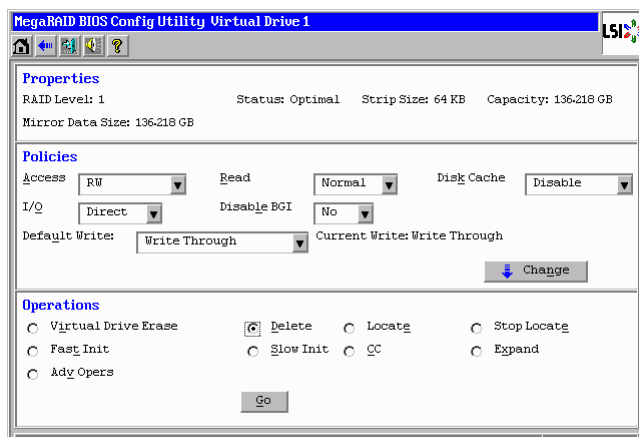 MegaRAID BIOS Config Utility Virtual Drive 1
LSI
Properties
RAID Level: 1 Status: Optimal Strip Size: 64 KB Capacity: 136.218 GB
Mirror Data Size: 136.218 GB
Policies
Access RW Read Normal Disk Cache Disable
I/O Direct Disable BGI No
Default Write: Write Through Current Write: Write Through
Change
Operations
Virtual Drive Erase Delete Locate Stop Locate
Fast Init Slow Init CC Expand
Adv Opers
Go